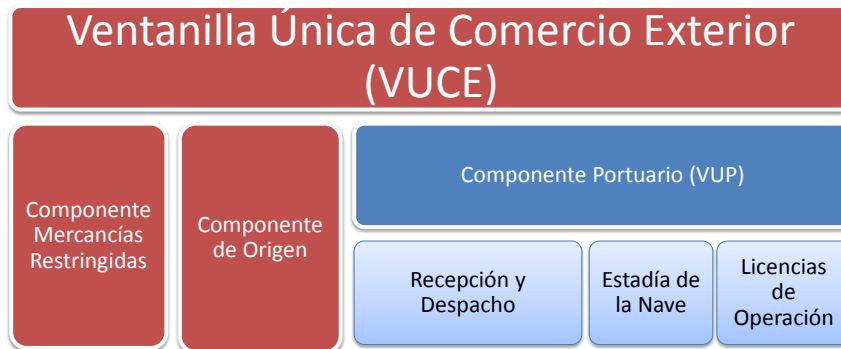 Ventanilla Única de Comercio Exterior
(VUCE)
Componente
Mercancías
Restringidas
Componente
de Origen
Componente Portuario (VUP)
Recepción y
Despacho
Estadía de
la Nave
Licencias
de
Operación